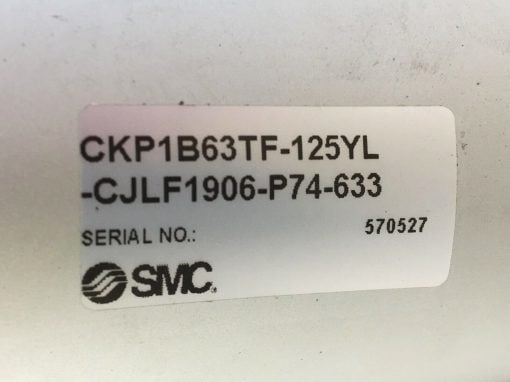 CKP1B63TF-125YL
-CJLF1906-P74-633
SERIAL NO.: 570527
SMC.